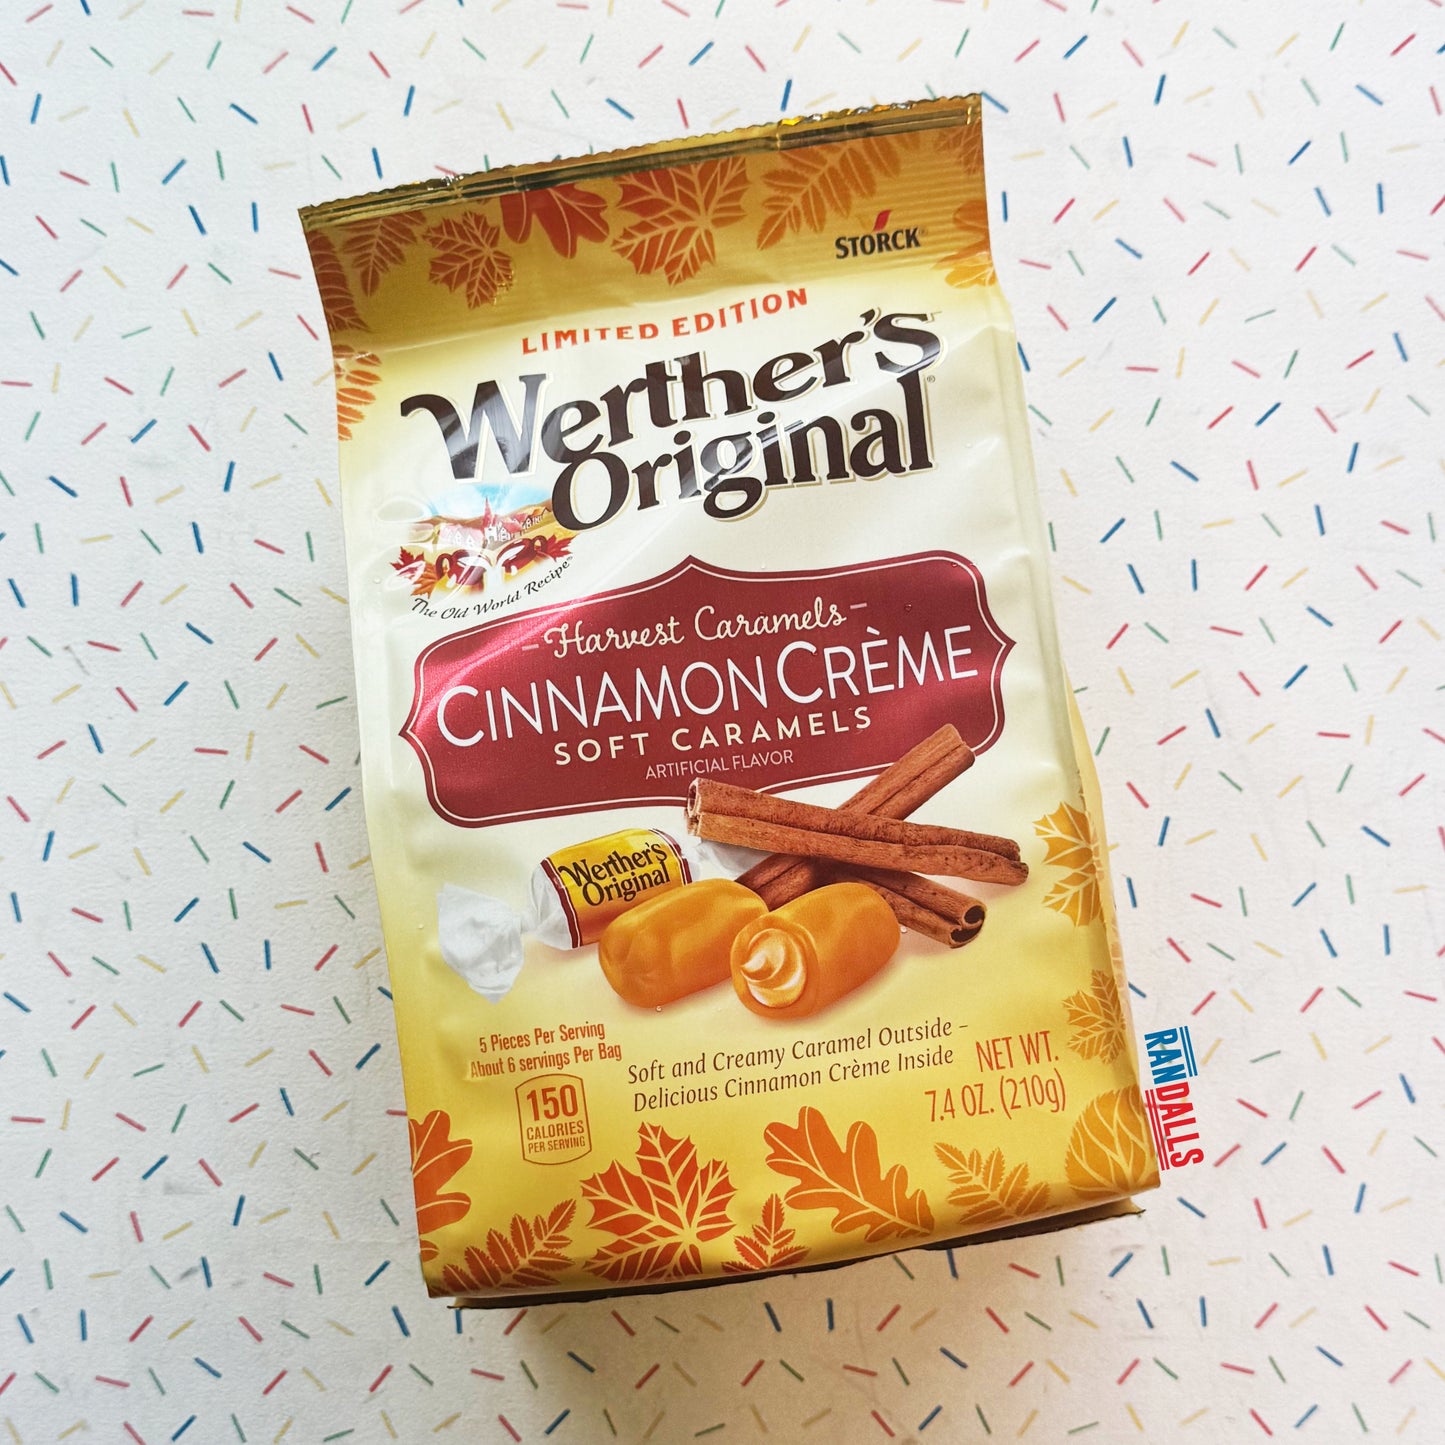 STORCK
LIMITED EDITION
Werther's
Original
The Old World Recipe
Harvest Caramels
CINNAMON CRÈME
SOFT CARAMELS
ARTIFICIAL FLAVOR
Werther's
Original
5 Pieces Per Serving
About 6 servings Per Bag
150
CALORIES
PER SERVING
Soft and Creamy Caramel Outside –
Delicious Cinnamon Crème Inside
NET WT.
7.4 OZ. (210g)
RANDALLS